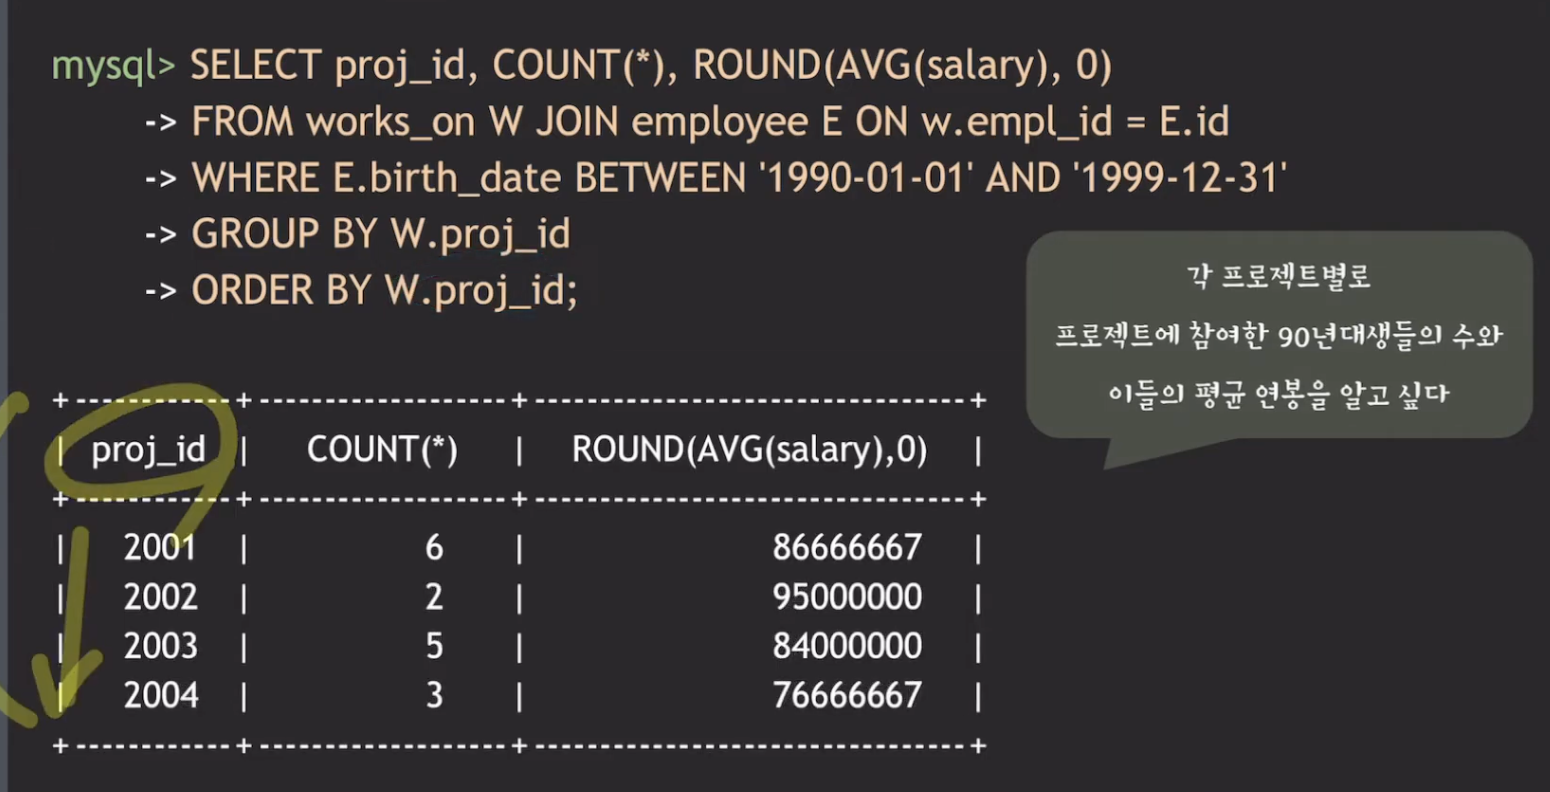 mysql> SELECT proj_id, COUNT(*), ROUND(AVG(salary), 0)
-> FROM works_on W JOIN employee E ON w.empl_id = E.id
-> WHERE E.birth_date BETWEEN '1990-01-01' AND '1999-12-31'
-> GROUP BY W.proj_id
-> ORDER BY W.proj_id;
각 프로젝트별로
프로젝트에 참여한 90년대생들의 수와
이들의 평균 연봉을 알고 싶다
+------------+-------------------+---------------------------------+
| proj_id | COUNT(*) | ROUND(AVG(salary),0) |
+------------+-------------------+---------------------------------+
| 2001 | 6 | 86666667 |
| 2002 | 2 | 95000000 |
| 2003 | 5 | 84000000 |
| 2004 | 3 | 76666667 |
+------------+-------------------+---------------------------------+